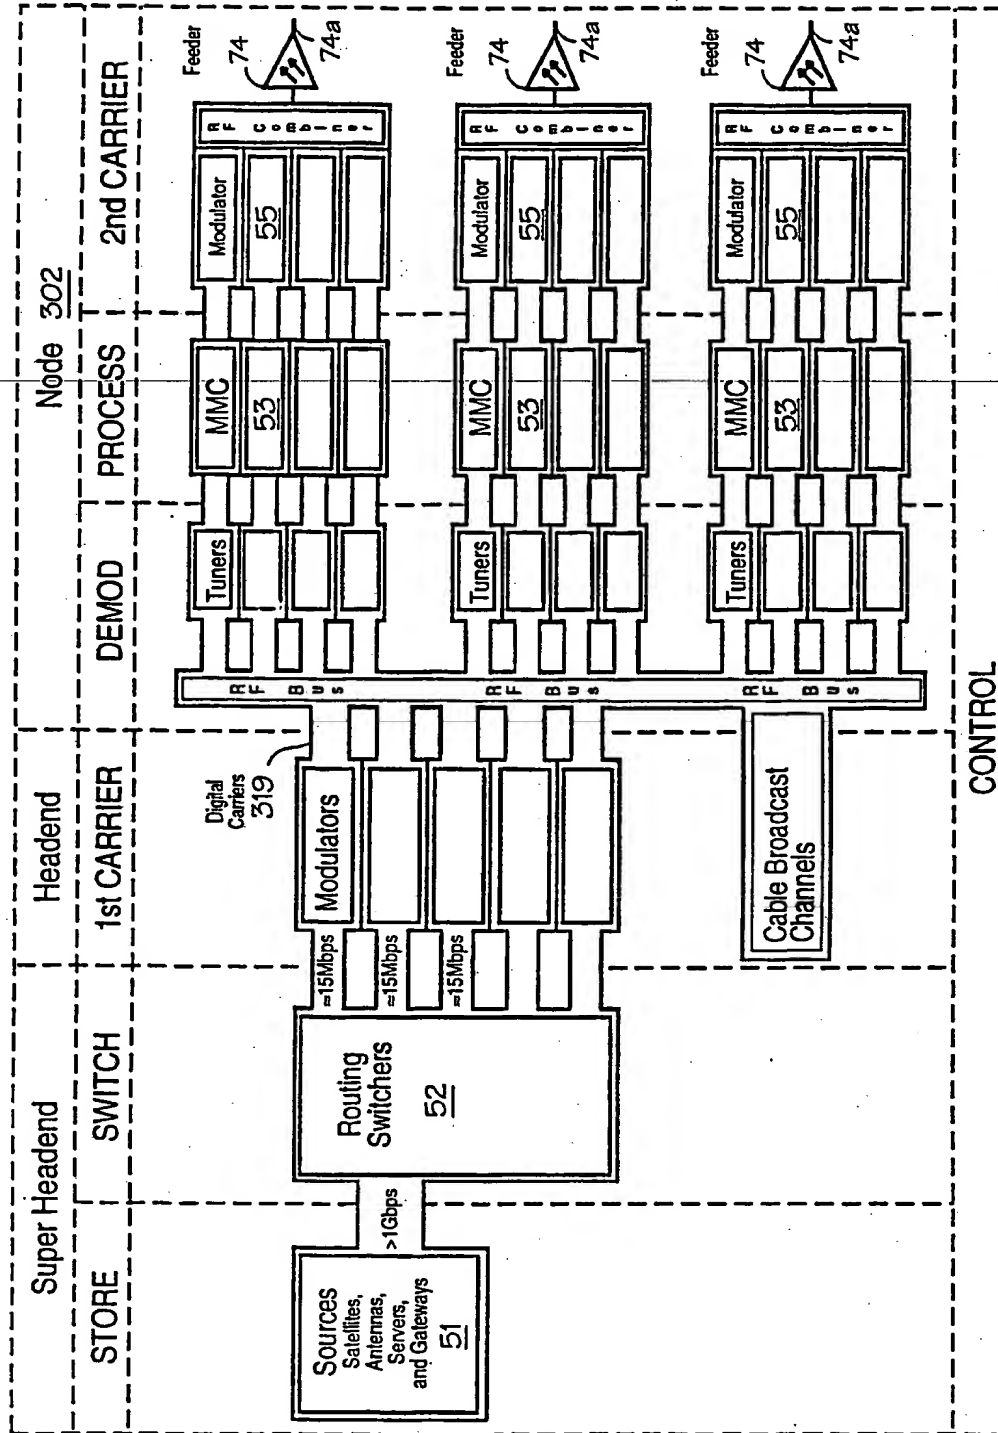 Super Headend
Headend
Node 302
STORE
SWITCH
1st CARRIER
DEMOD
PROCESS
2nd CARRIER
Sources
Satellites,
Antennas,
Servers,
and Gateways
51
>1Gbps
Routing
Switchers
52
≈15Mbps
≈15Mbps
≈15Mbps
Modulators
Digital
Carriers
319
Cable Broadcast
Channels
RF Bus
RF Bus
RF Bus
Tuners
MMC
53
Modulator
55
RF Combiner
Feeder
74
74a
Tuners
MMC
53
Modulator
55
RF Combiner
Feeder
74
74a
Tuners
MMC
53
Modulator
55
RF Combiner
Feeder
74
74a
CONTROL